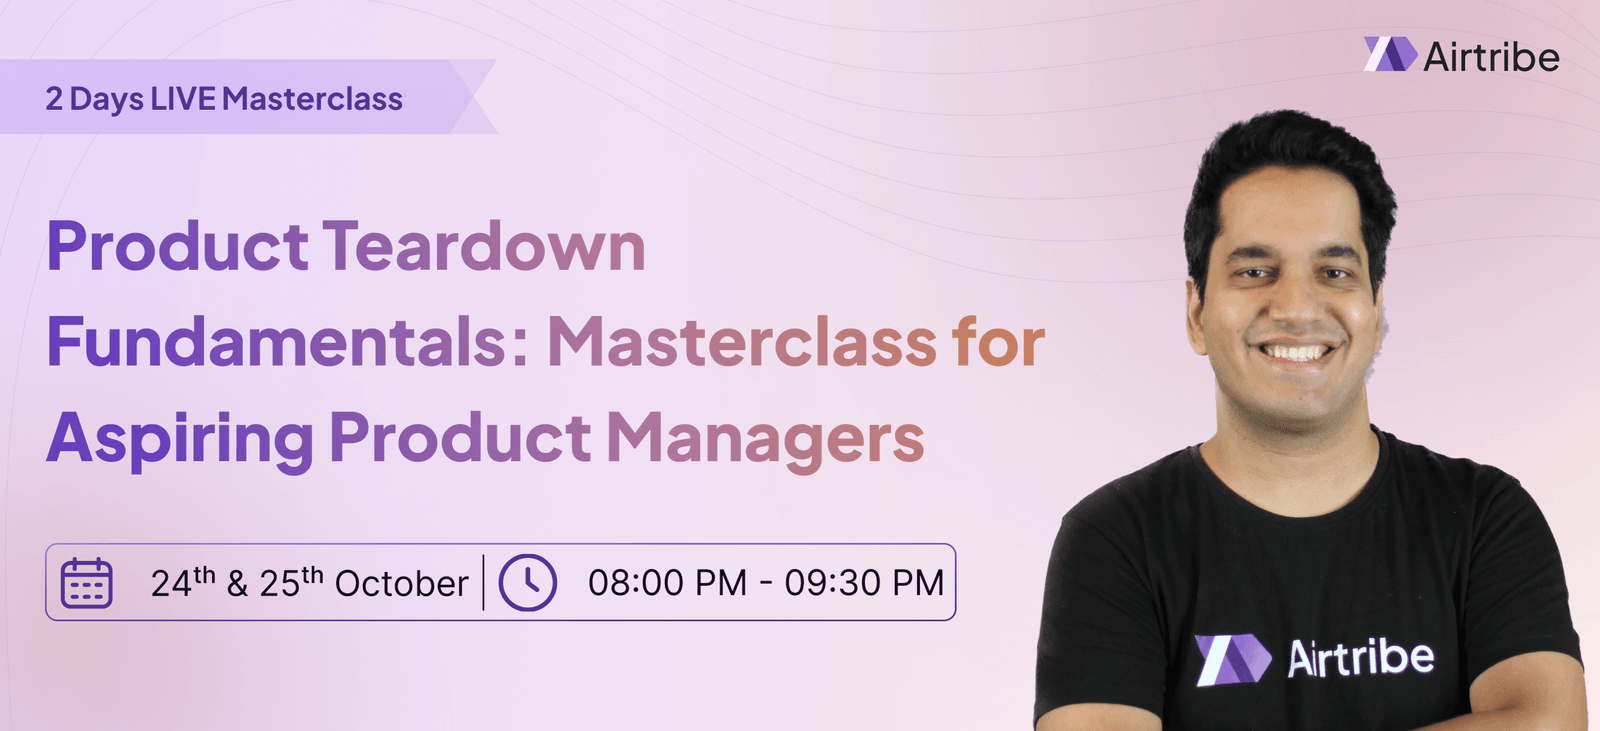 2 Days LIVE Masterclass
Airtribe
Product Teardown
Fundamentals: Masterclass for
Aspiring Product Managers
24th & 25th October
08:00 PM - 09:30 PM
Airtribe